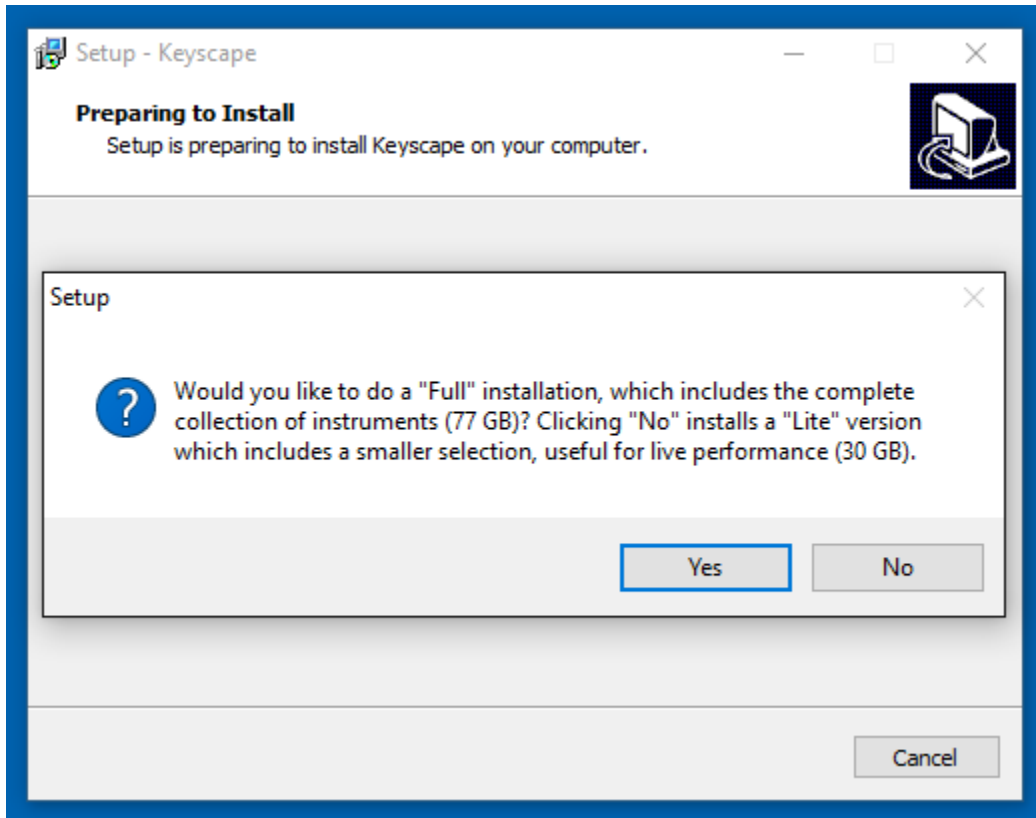 Setup - Keyscape
Preparing to Install
Setup is preparing to install Keyscape on your computer.
Setup
Would you like to do a "Full" installation, which includes the complete
collection of instruments (77 GB)? Clicking "No" installs a "Lite" version
which includes a smaller selection, useful for live performance (30 GB).
Yes
No
Cancel